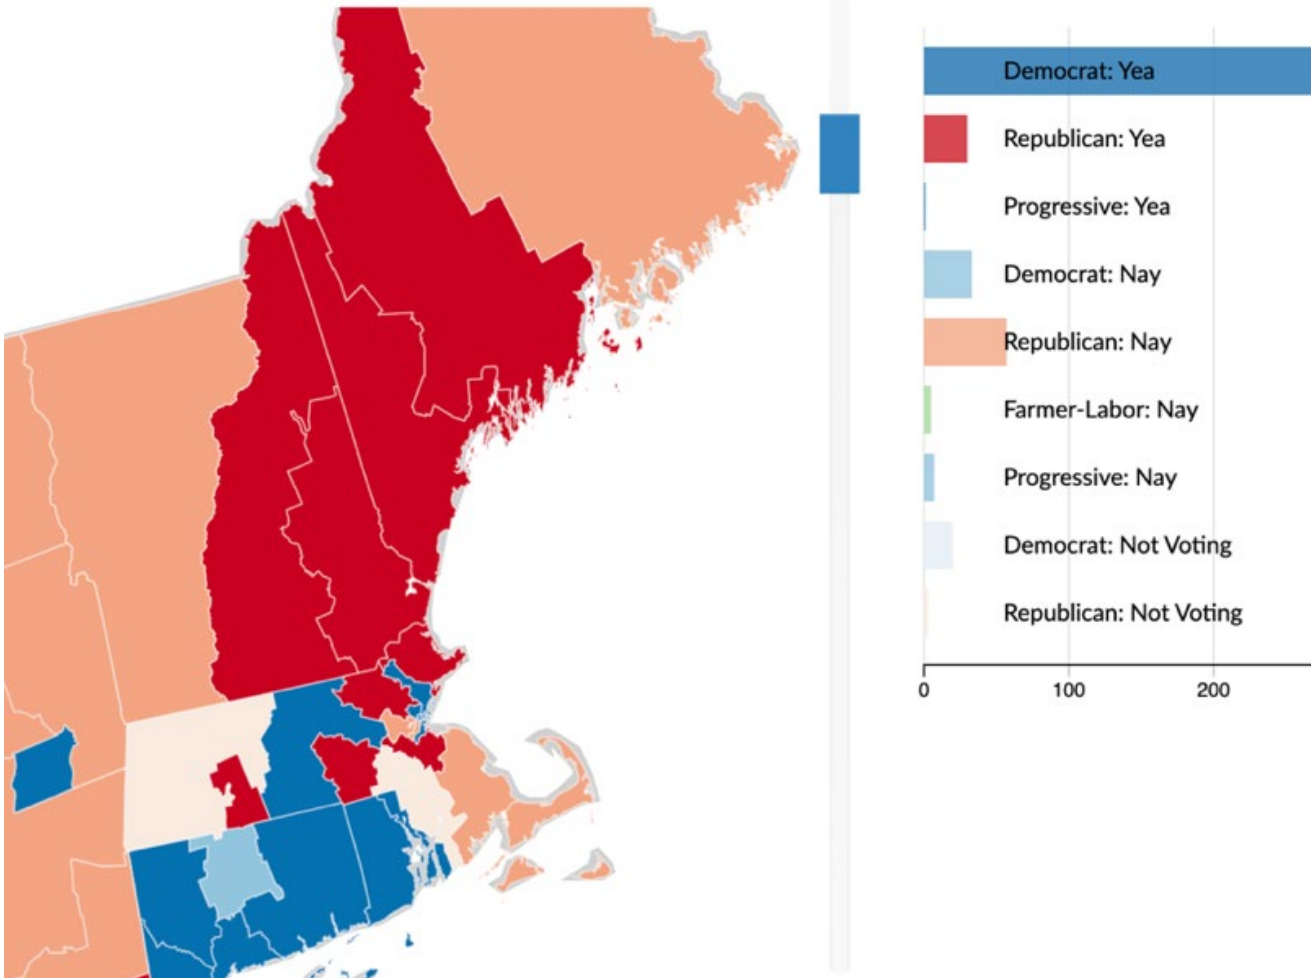 Democrat: Yea
Republican: Yea
Progressive: Yea
Democrat: Nay
Republican: Nay
Farmer-Labor: Nay
Progressive: Nay
Democrat: Not Voting
Republican: Not Voting
0 100 200